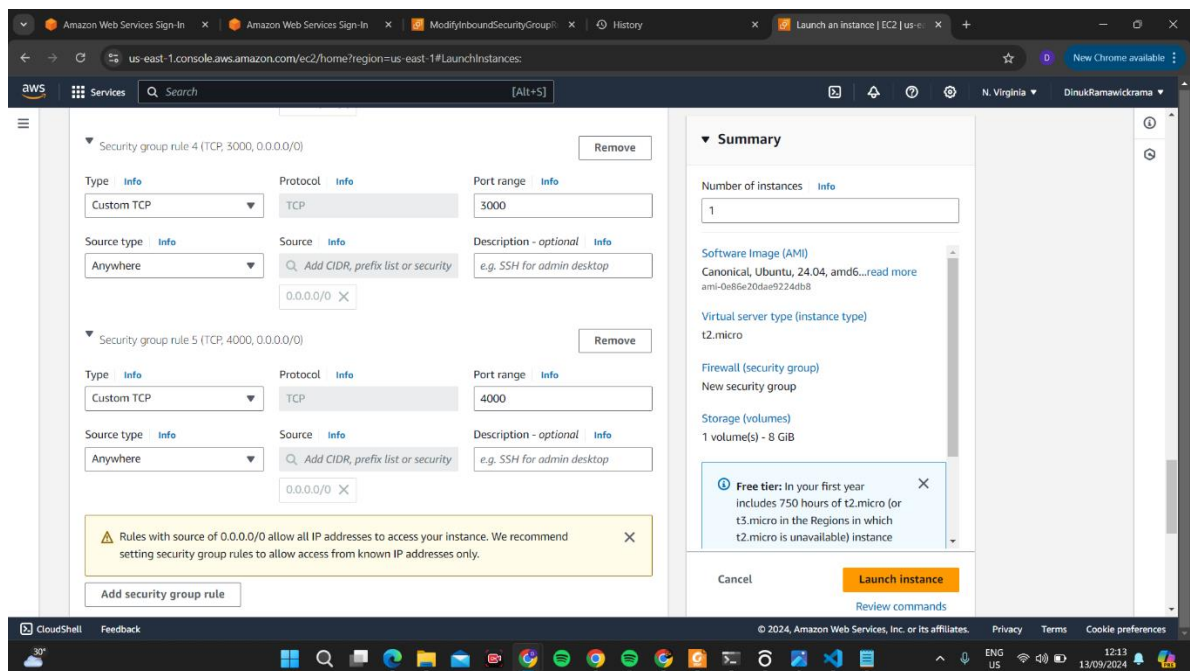 Amazon Web Services Sign-In
Amazon Web Services Sign-In
ModifyInboundSecurityGroupR
History
Launch an instance | EC2 | us-e
us-east-1.console.aws.amazon.com/ec2/home?region=us-east-1#LaunchInstances:
D
New Chrome available
aws
Services
Search
[Alt+S]
N. Virginia
DinukRamawickrama
Security group rule 4 (TCP, 3000, 0.0.0.0/0)
Remove
Type Info
Protocol Info
Port range Info
Custom TCP
TCP
3000
Source type Info
Source Info
Description - optional Info
Anywhere
Add CIDR, prefix list or security
e.g. SSH for admin desktop
0.0.0.0/0
Security group rule 5 (TCP, 4000, 0.0.0.0/0)
Remove
Type Info
Protocol Info
Port range Info
Custom TCP
TCP
4000
Source type Info
Source Info
Description - optional Info
Anywhere
Add CIDR, prefix list or security
e.g. SSH for admin desktop
0.0.0.0/0
Rules with source of 0.0.0.0/0 allow all IP addresses to access your instance. We recommend
setting security group rules to allow access from known IP addresses only.
Add security group rule
Summary
Number of instances Info
1
Software Image (AMI)
Canonical, Ubuntu, 24.04, amd6...read more
ami-0e86e20dae9224db8
Virtual server type (instance type)
t2.micro
Firewall (security group)
New security group
Storage (volumes)
1 volume(s) - 8 GiB
Free tier: In your first year
includes 750 hours of t2.micro (or
t3.micro in the Regions in which
t2.micro is unavailable) instance
Cancel
Launch instance
Review commands
CloudShell
Feedback
© 2024, Amazon Web Services, Inc. or its affiliates.
Privacy
Terms
Cookie preferences
30°
ENG
US
12:13
13/09/2024